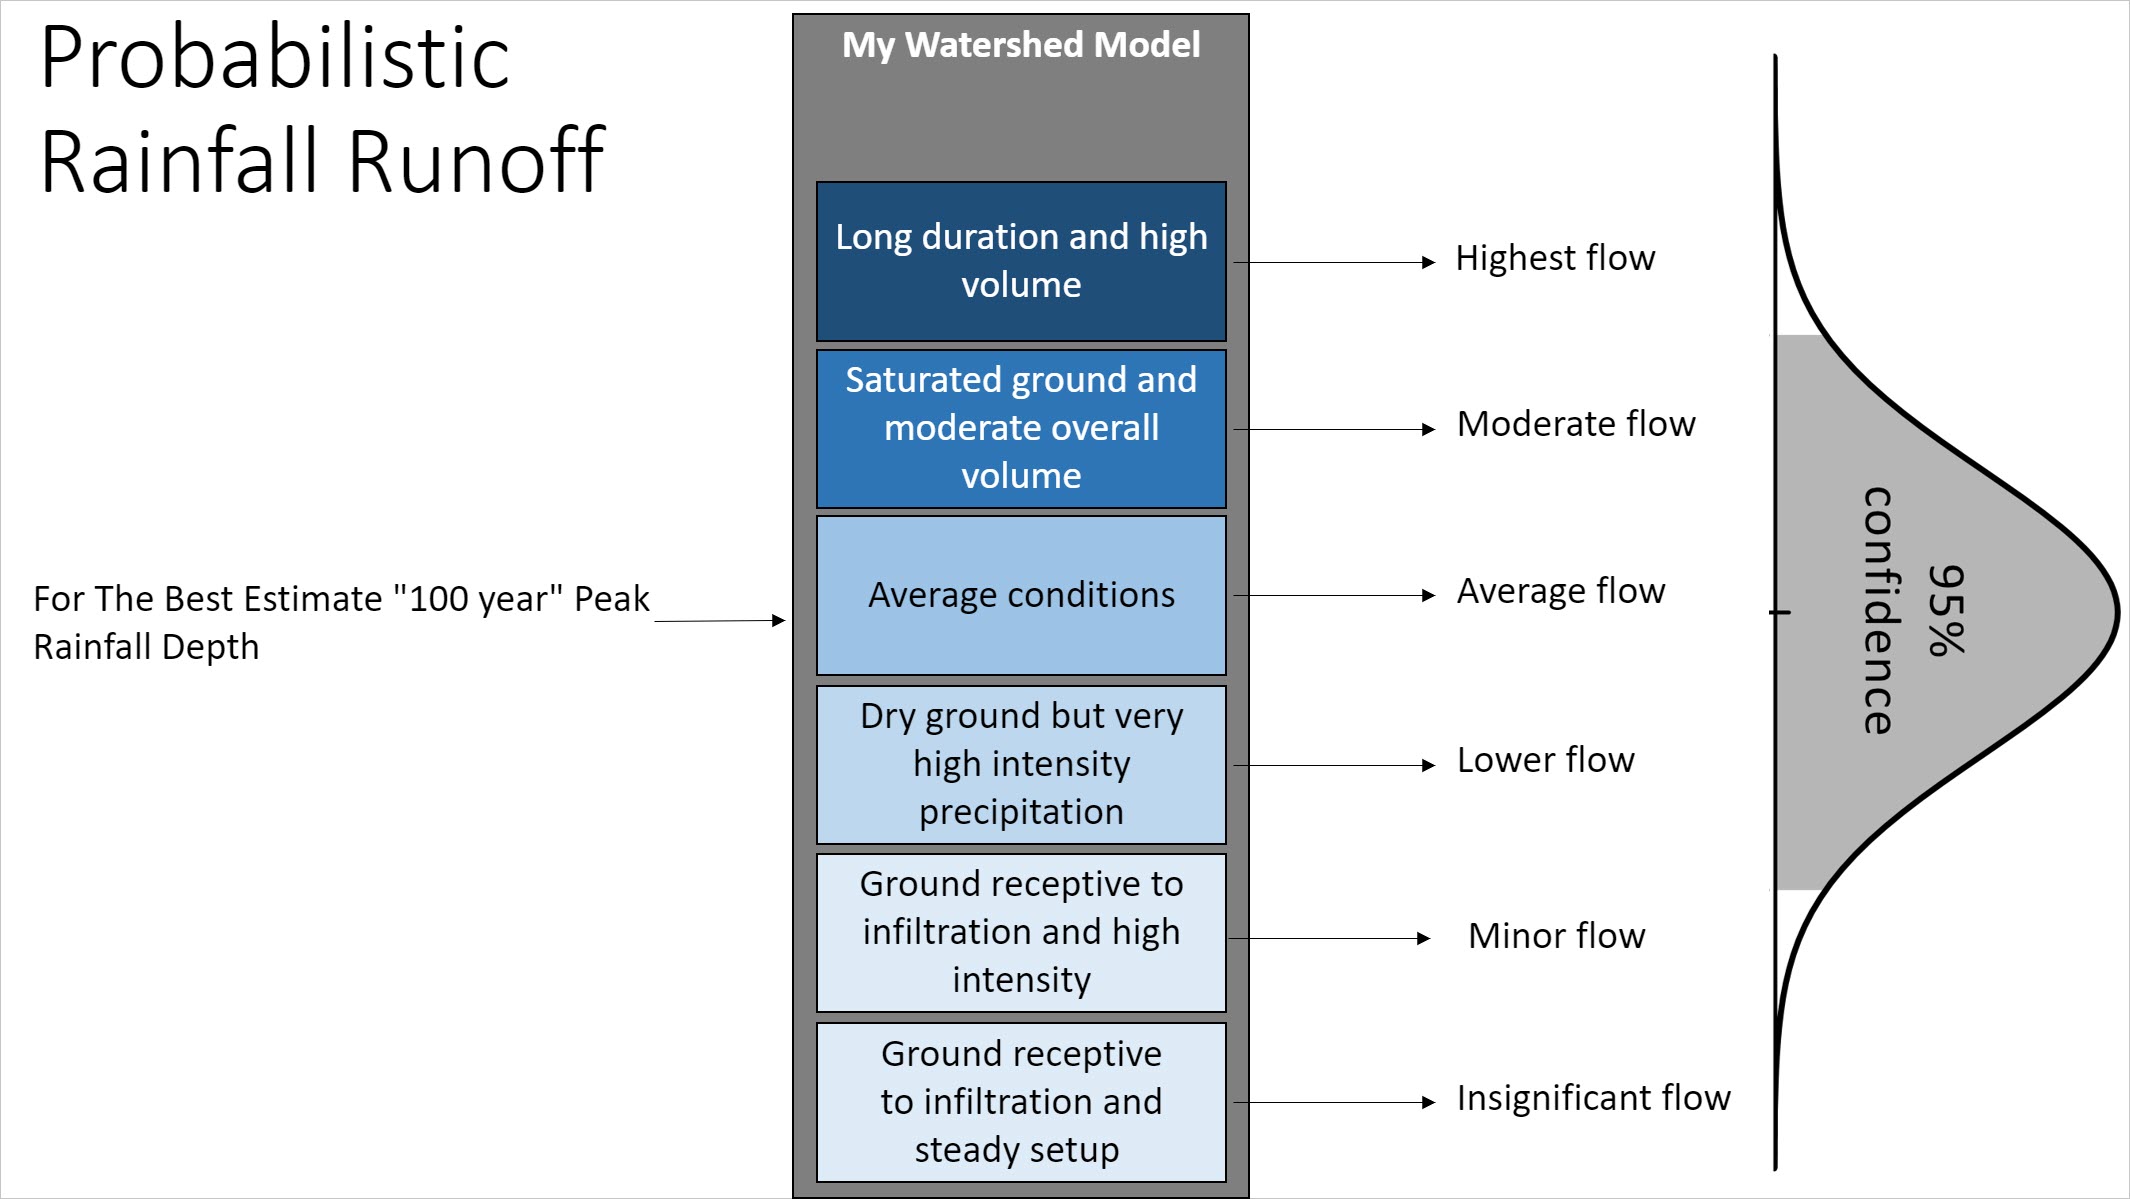 Probabilistic
Rainfall Runoff
My Watershed Model
For The Best Estimate "100 year" Peak
Rainfall Depth
Long duration and high
volume
Highest flow
Saturated ground and
moderate overall
volume
Moderate flow
Average conditions
Average flow
Dry ground but very
high intensity
precipitation
Lower flow
Ground receptive to
infiltration and high
intensity
Minor flow
Ground receptive
to infiltration and
steady setup
Insignificant flow
95%
confidence